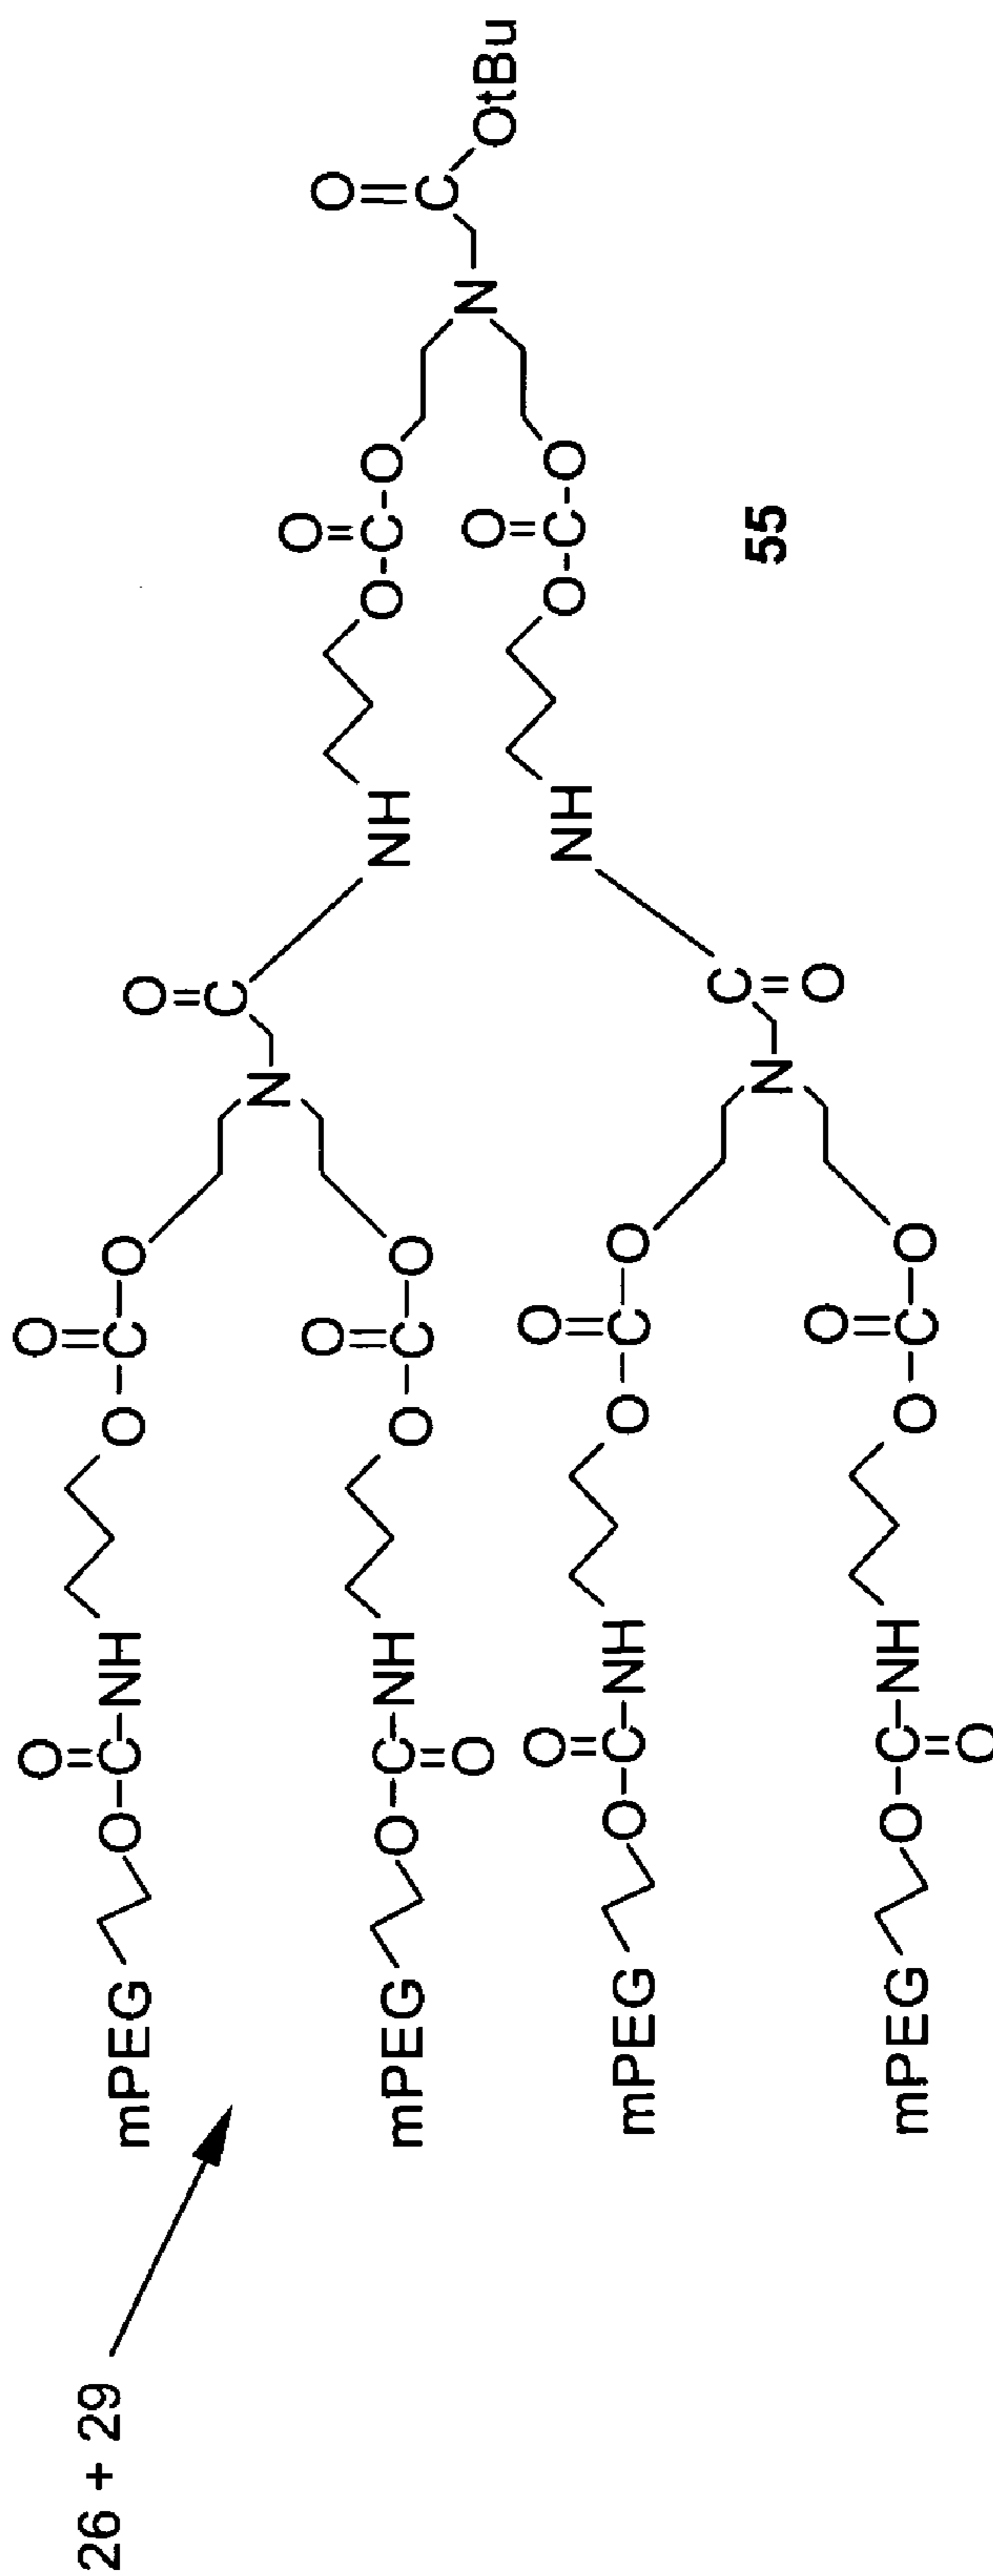 O O
26 + 29
mPEG O-C-NH O-C-O O
C
N
O O O
NH O-C-O
mPEG O-C-NH O-C-O C
O O N OtBu
O O
NH O-C-O
mPEG O-C-NH O-C-O
C
N 55
O O
mPEG O-C-NH O-C-O
O